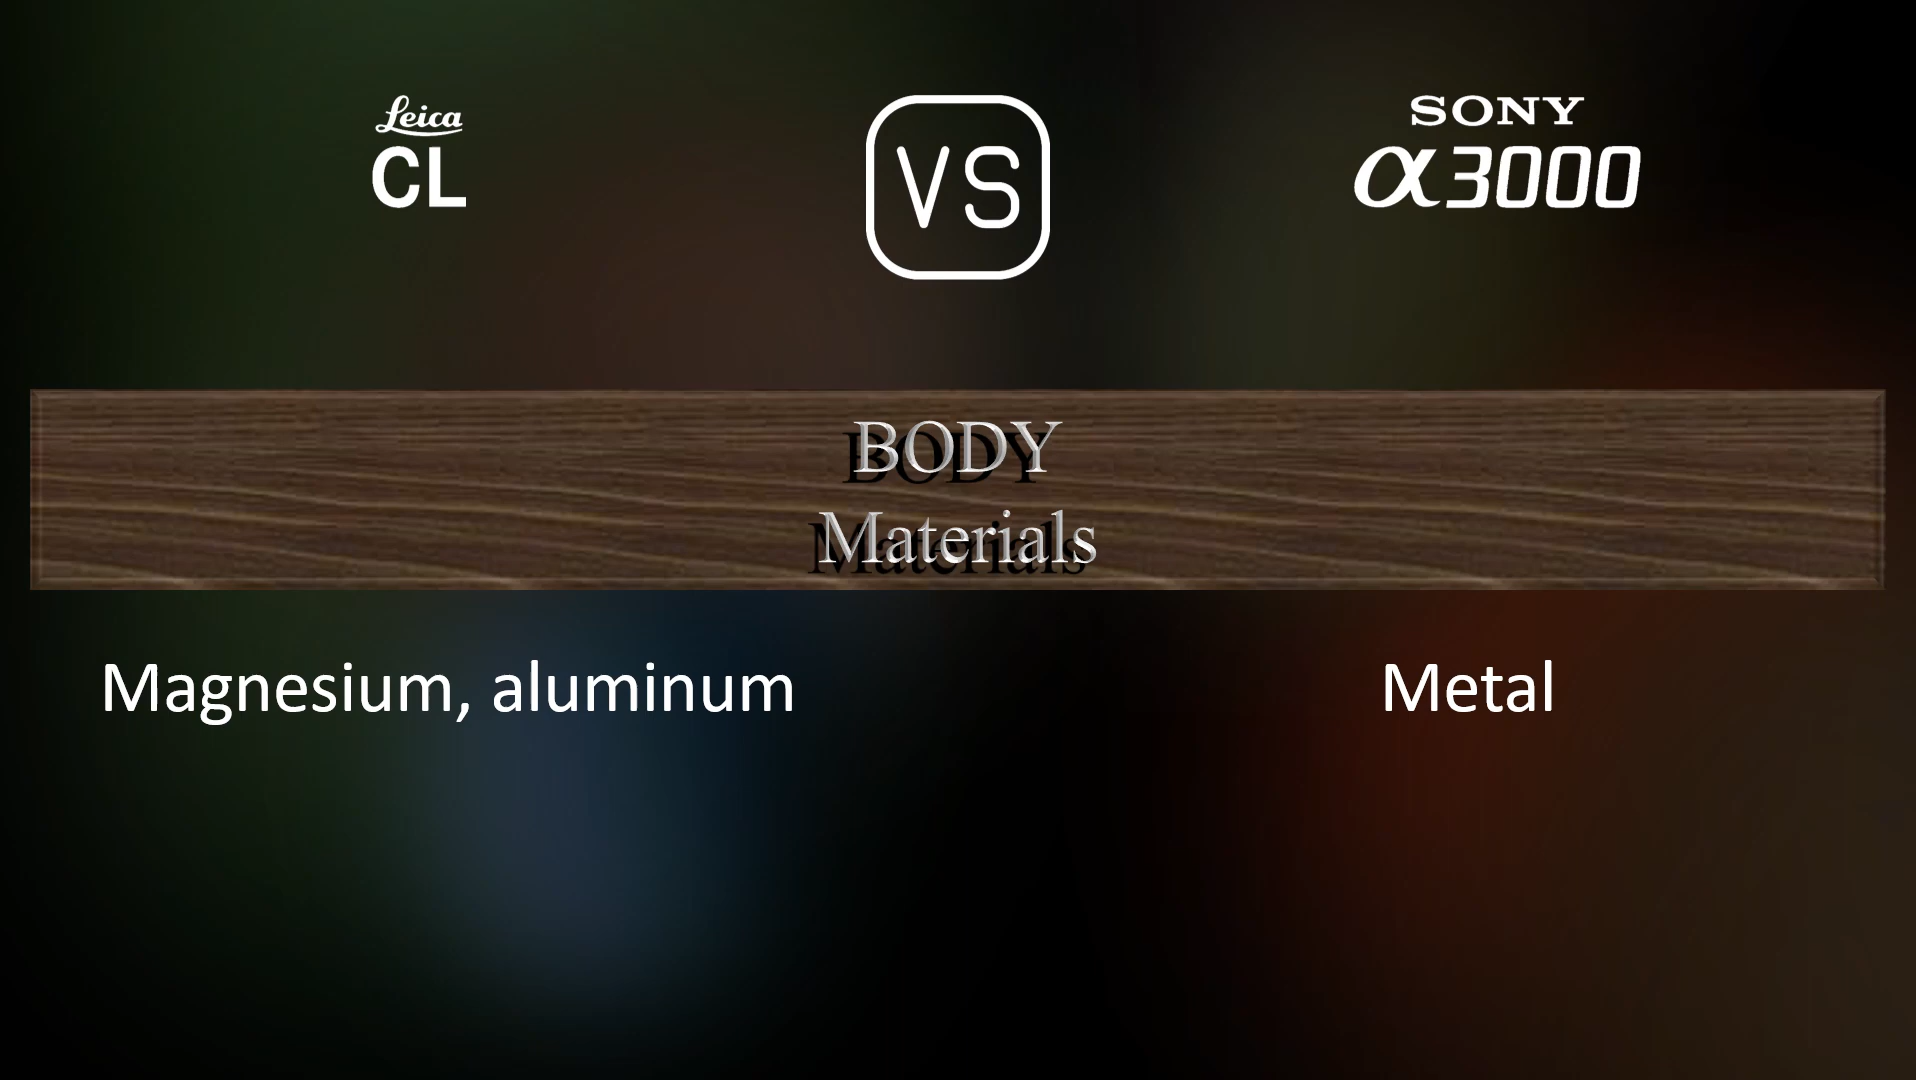 Leica
CL
VS
SONY
α3000
BODY
Materials
Magnesium, aluminum
Metal